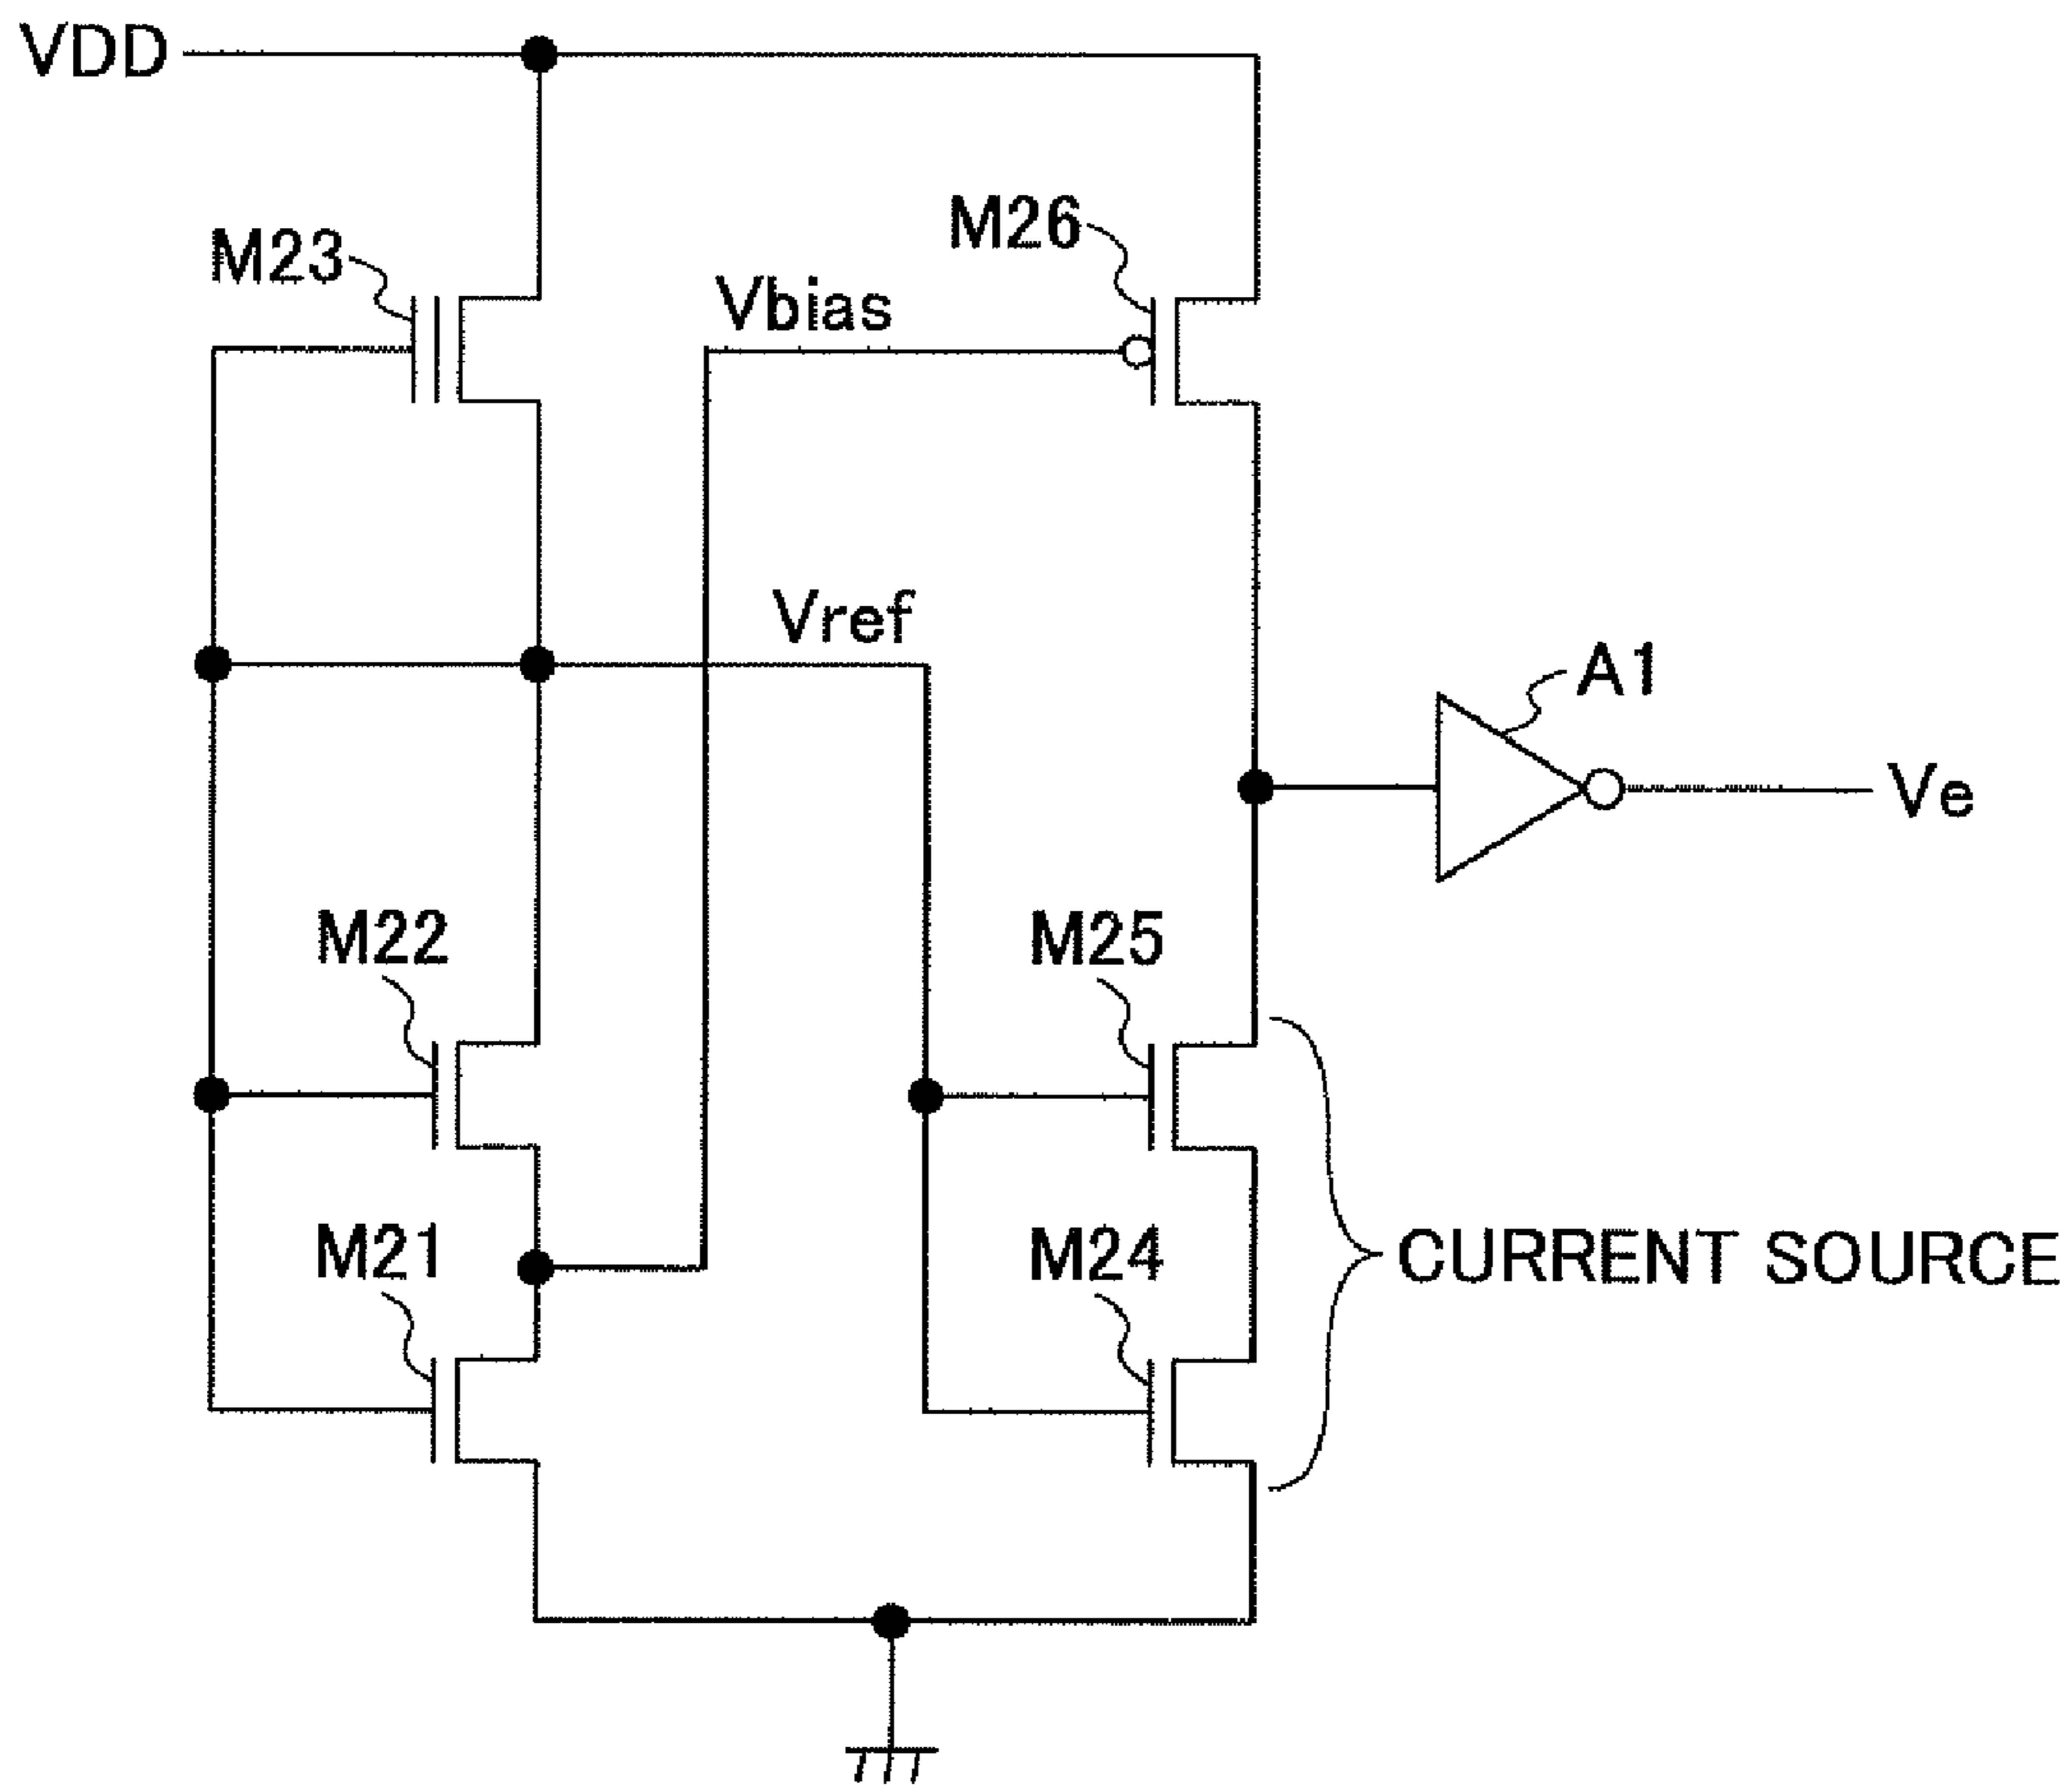 VDD
M23
M26
Vbias
Vref
A1
Ve
M22
M25
M21
M24
CURRENT SOURCE